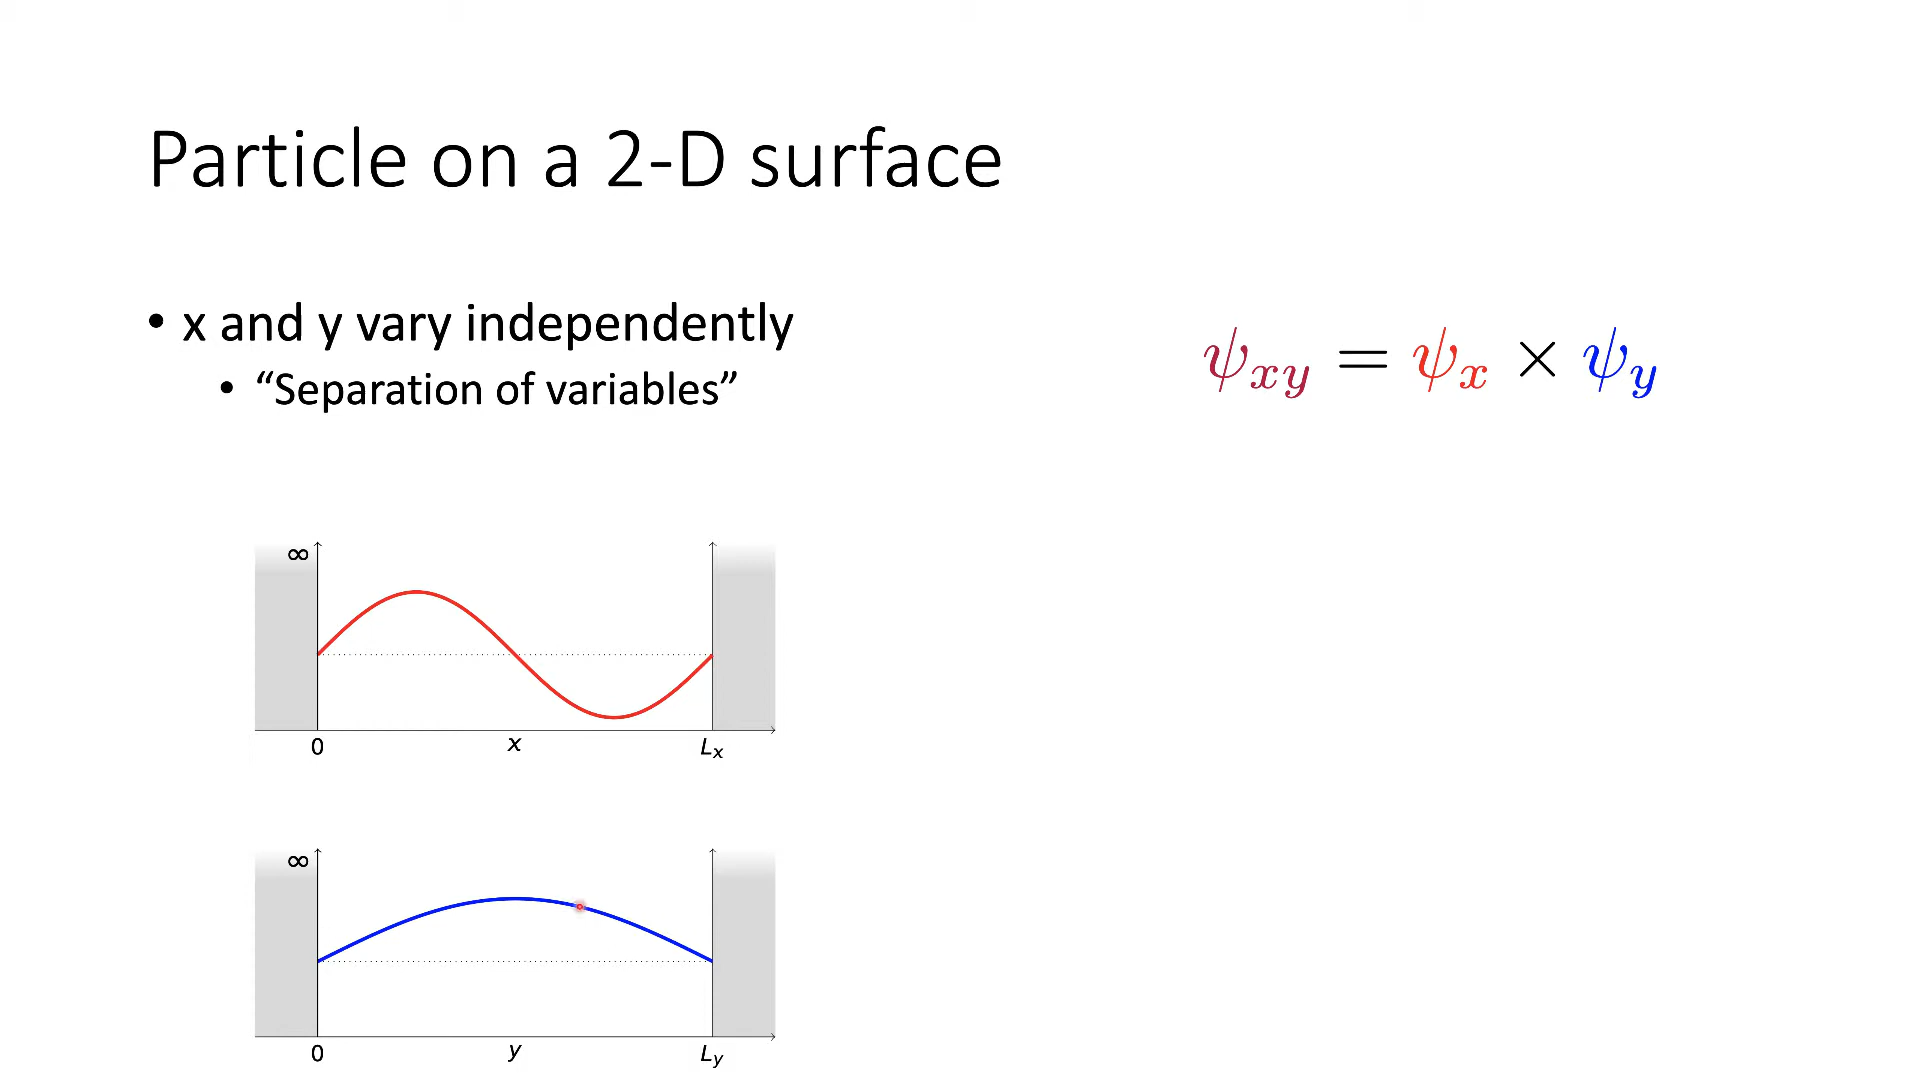 Particle on a 2-D surface
• x and y vary independently
• “Separation of variables”
ψxy = ψx × ψy
∞
0 x Lx
∞
0 y Ly